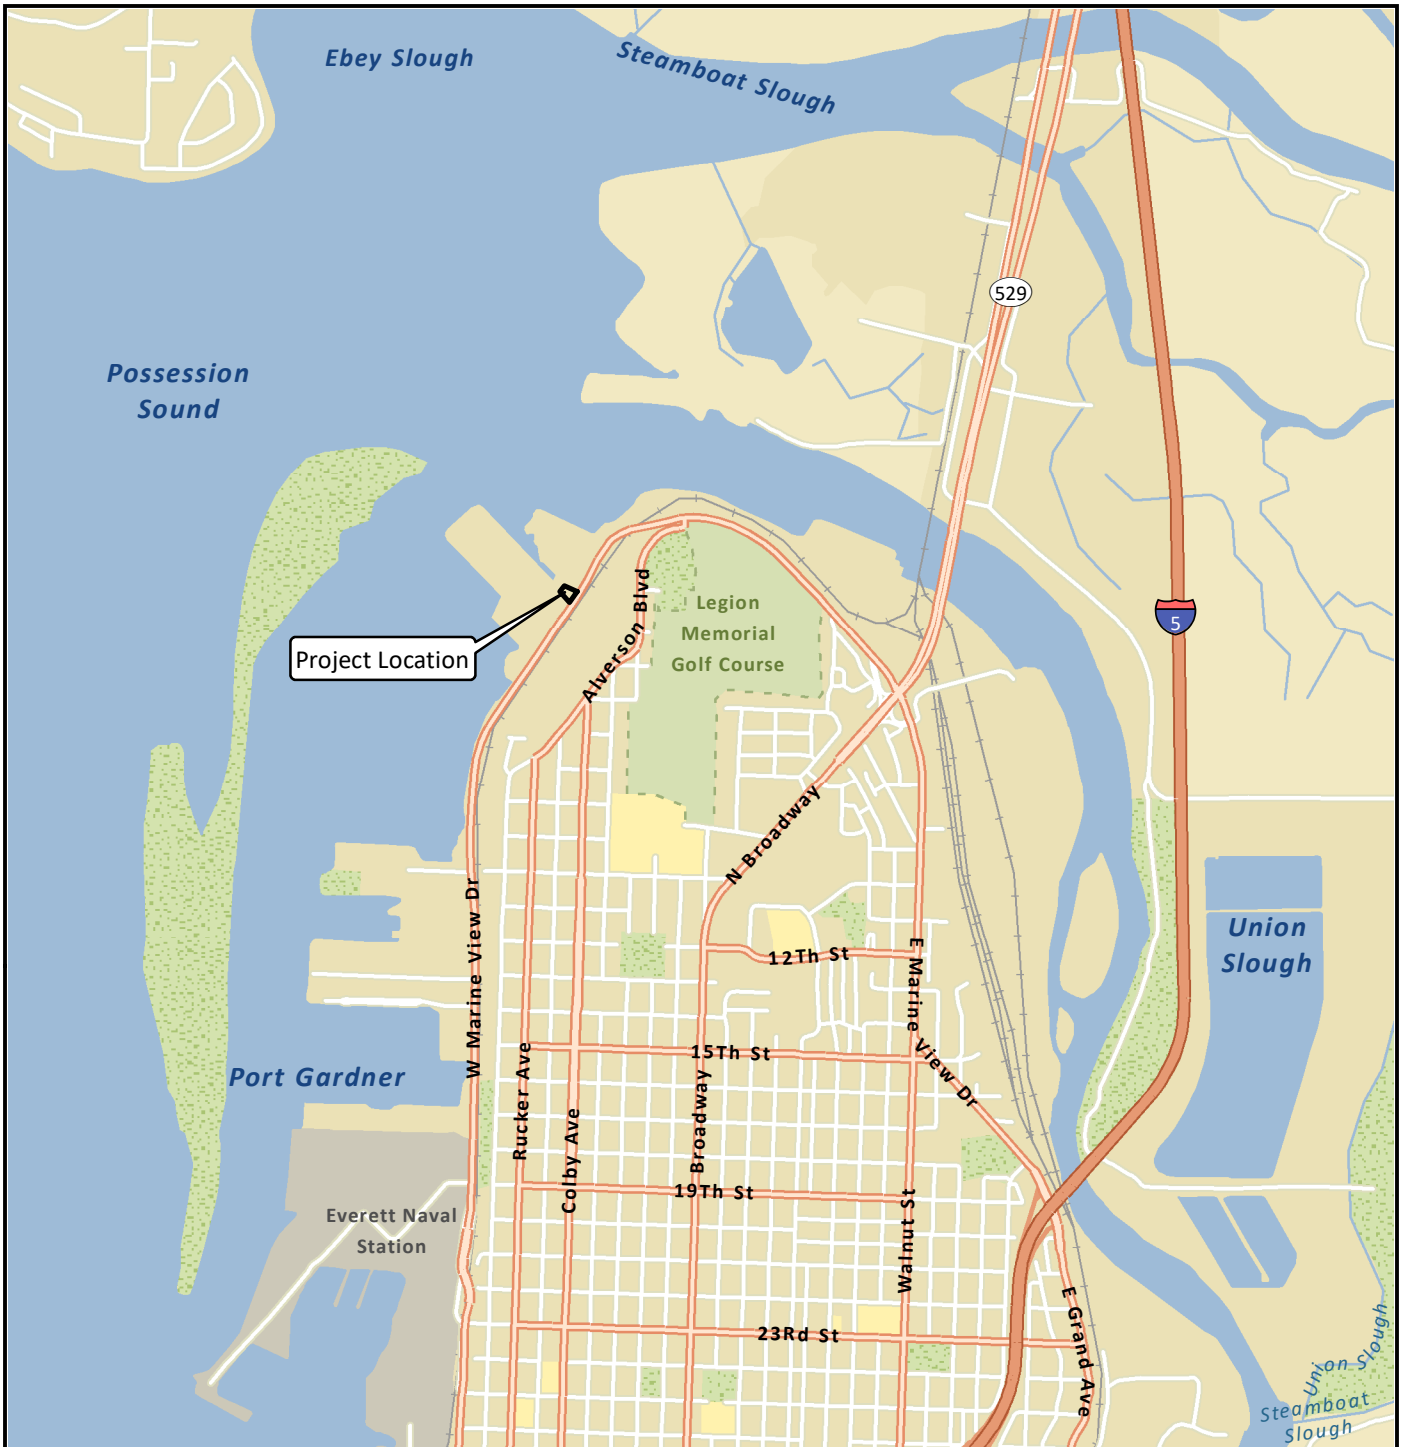 Ebey Slough
Steamboat Slough
529
Possession
Sound
Alverson Blvd
Legion
Memorial
Golf Course
5
Project Location
N Broadway
W Marine View Dr
Union
Slough
12Th St
E Marine View Dr
15Th St
Port Gardner
Rucker Ave
Colby Ave
Broadway
19Th St
Walnut St
Everett Naval
Station
23Rd St
E Grand Ave
Union Slough
Steamboat
Slough